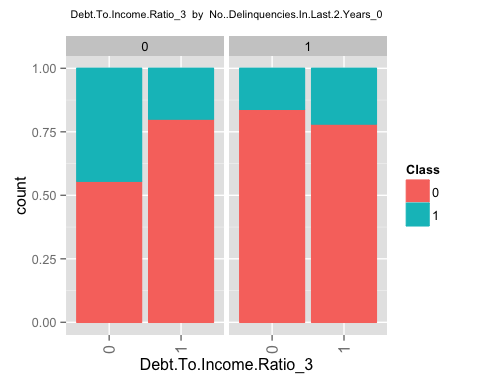 Debt.To.Income.Ratio_3 by No..Delinquencies.In.Last.2.Years_0
0 1
1.00
0.75
0.50
0.25
0.00
count
0 1 0 1
Debt.To.Income.Ratio_3
Class
0
1